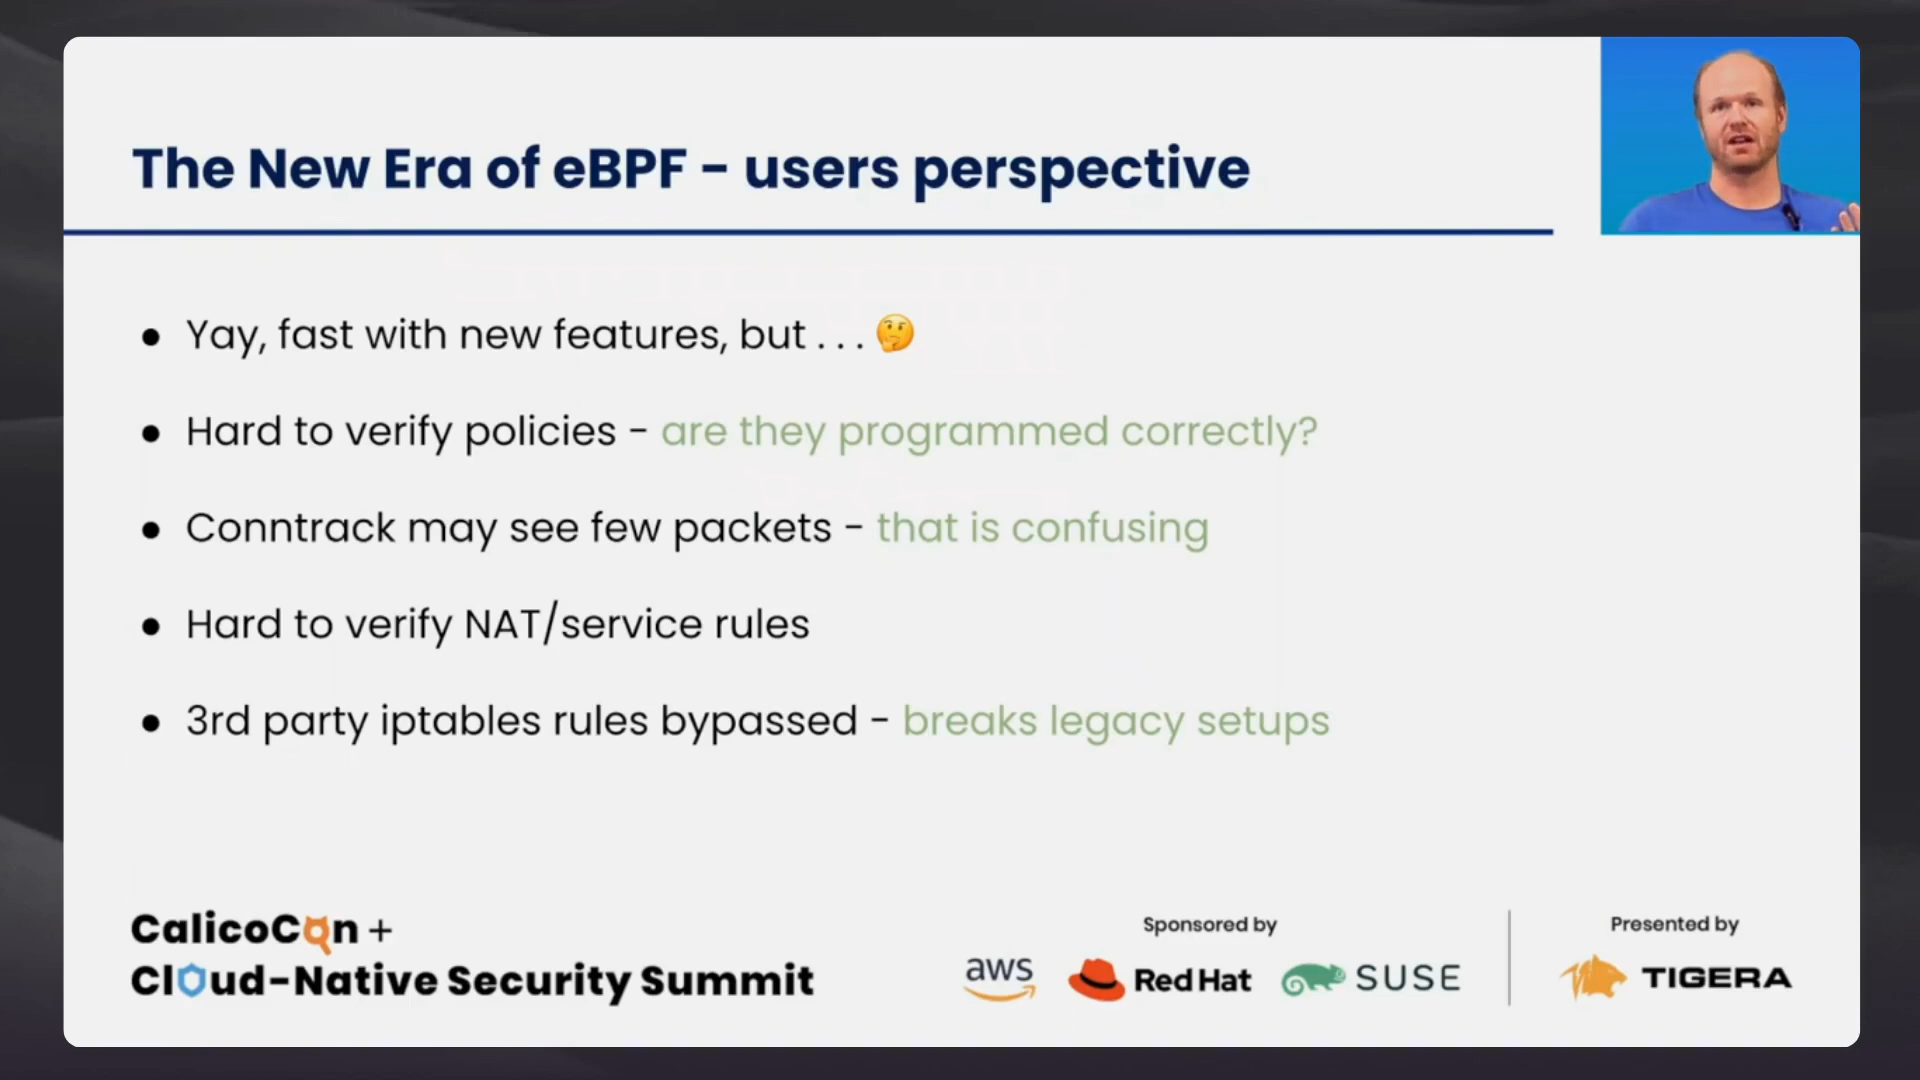 The New Era of eBPF - users perspective
● Yay, fast with new features, but . . . 🤔
● Hard to verify policies - are they programmed correctly?
● Conntrack may see few packets - that is confusing
● Hard to verify NAT/service rules
● 3rd party iptables rules bypassed - breaks legacy setups
CalicoCon +
Cloud-Native Security Summit
Sponsored by
aws Red Hat SUSE
Presented by
TIGERA